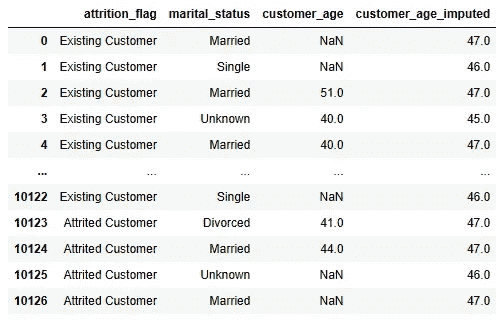 attrition_flag marital_status customer_age customer_age_imputed
0 Existing Customer Married NaN 47.0
1 Existing Customer Single NaN 46.0
2 Existing Customer Married 51.0 47.0
3 Existing Customer Unknown 40.0 45.0
4 Existing Customer Married 40.0 47.0
... ... ... ... ...
10122 Existing Customer Single NaN 46.0
10123 Attrited Customer Divorced 41.0 47.0
10124 Attrited Customer Married 44.0 47.0
10125 Attrited Customer Unknown NaN 46.0
10126 Attrited Customer Married NaN 47.0